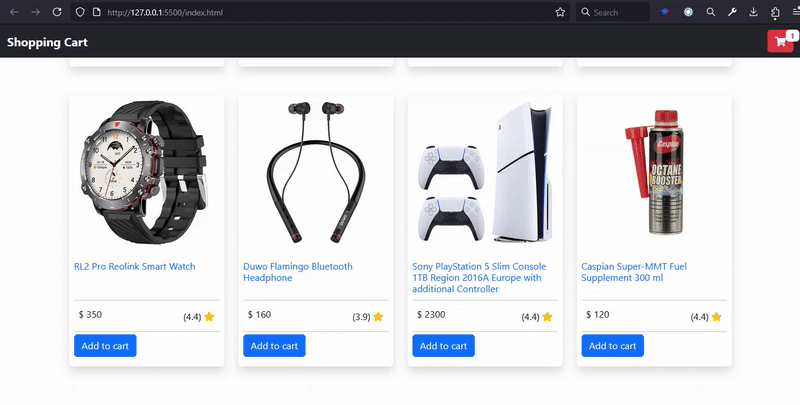 http://127.0.0.1:5500/index.html
Search
Shopping Cart
1
Caspian
OCTANE
BOOSTER
RL2 Pro Reolink Smart Watch
Duwo Flamingo Bluetooth
Headphone
Sony PlayStation 5 Slim Console
1TB Region 2016A Europe with
additional Controller
Caspian Super-MMT Fuel
Supplement 300 ml
$ 350
(4.4)
$ 160
(3.9)
$ 2300
(4.4)
$ 120
(4.4)
Add to cart
Add to cart
Add to cart
Add to cart